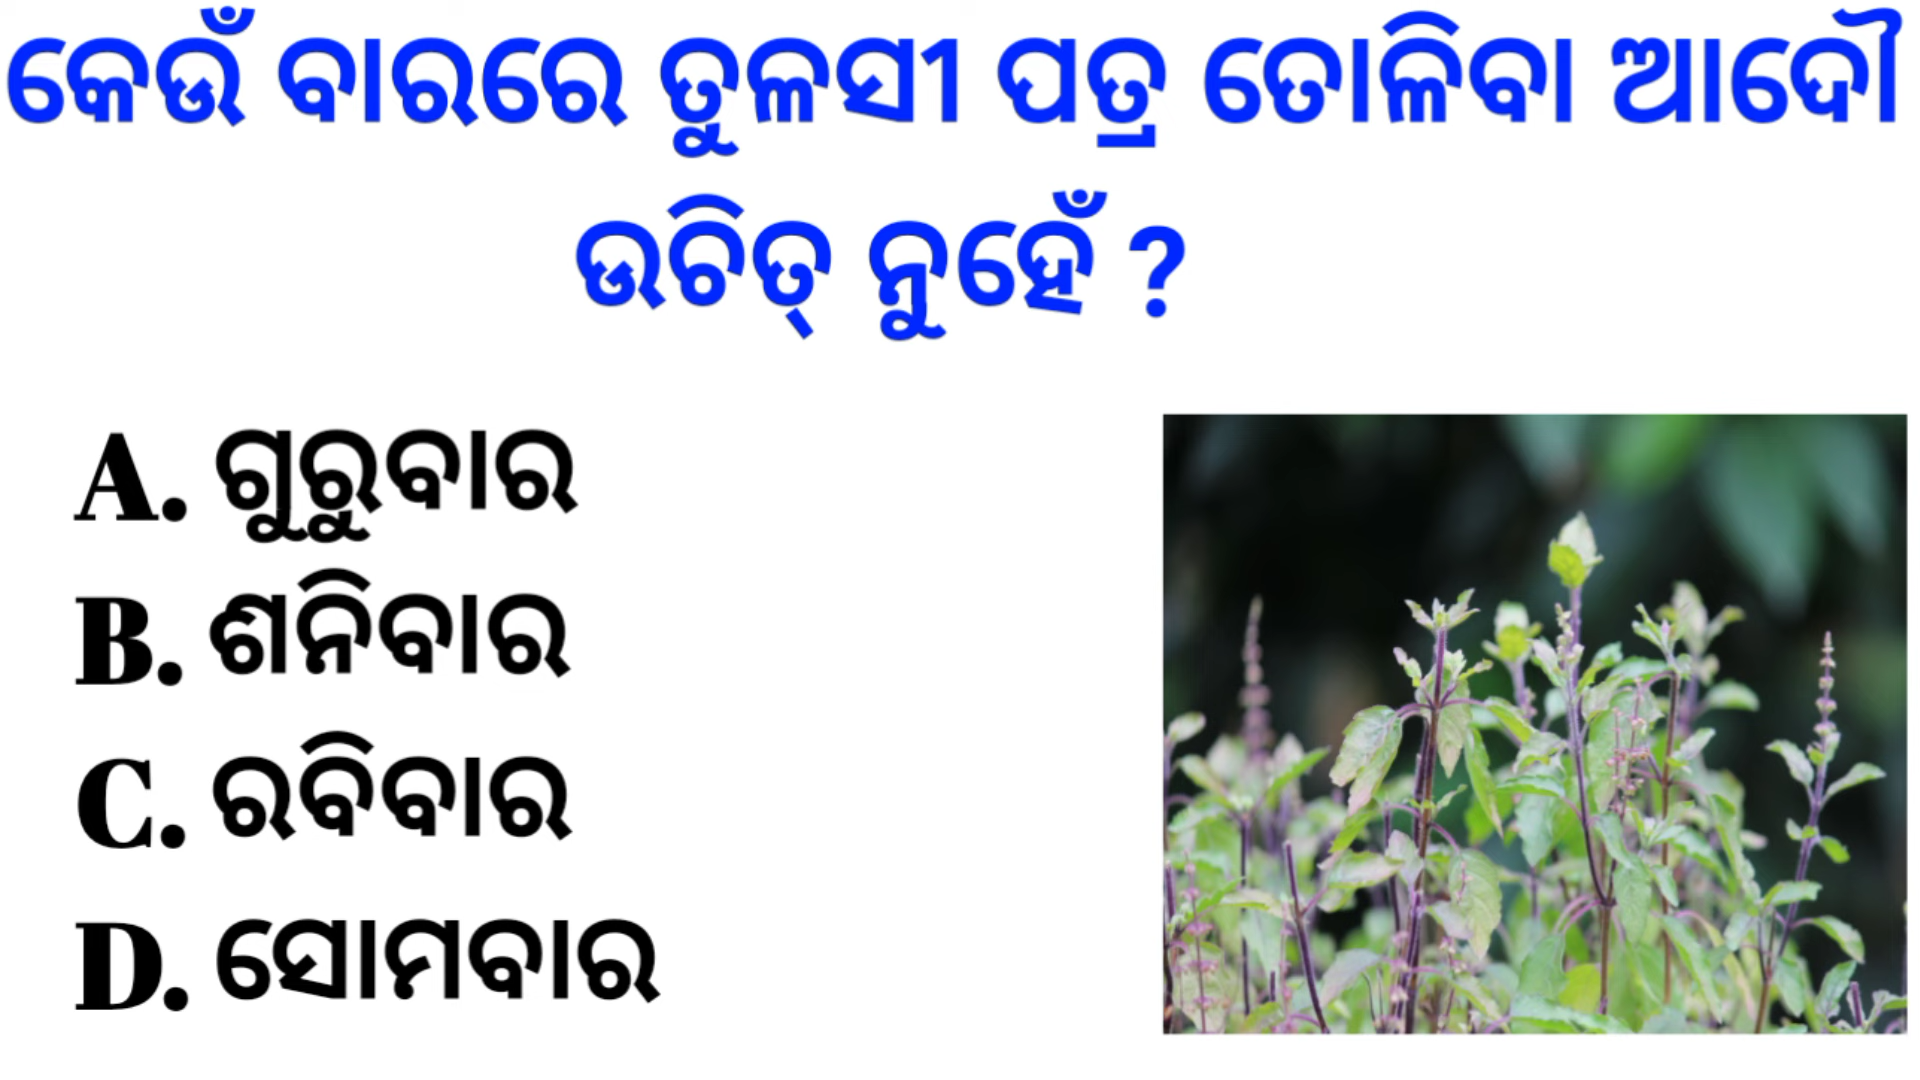 କେଉଁ ବାରରେ ତୁଳସୀ ପତ୍ର ତୋଳିବା ଆଦୌ
ଉଚିତ୍ ନୁହେଁ ?
A. ଗୁରୁବାର
B. ଶନିବାର
C. ରବିବାର
D. ସୋମବାର